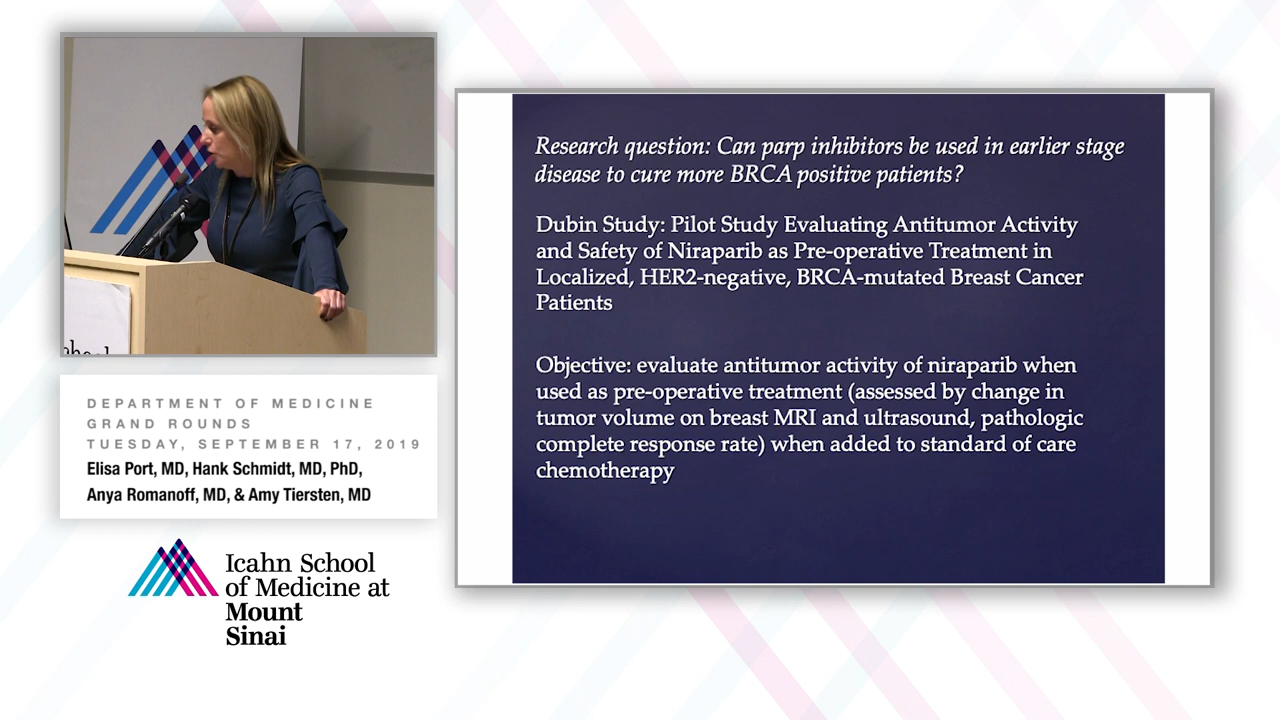 DEPARTMENT OF MEDICINE
GRAND ROUNDS
TUESDAY, SEPTEMBER 17, 2019
Elisa Port, MD, Hank Schmidt, MD, PhD,
Anya Romanoff, MD, & Amy Tiersten, MD
Icahn School
of Medicine at
Mount
Sinai
Research question: Can parp inhibitors be used in earlier stage
disease to cure more BRCA positive patients?
Dubin Study: Pilot Study Evaluating Antitumor Activity
and Safety of Niraparib as Pre-operative Treatment in
Localized, HER2-negative, BRCA-mutated Breast Cancer
Patients
Objective: evaluate antitumor activity of niraparib when
used as pre-operative treatment (assessed by change in
tumor volume on breast MRI and ultrasound, pathologic
complete response rate) when added to standard of care
chemotherapy